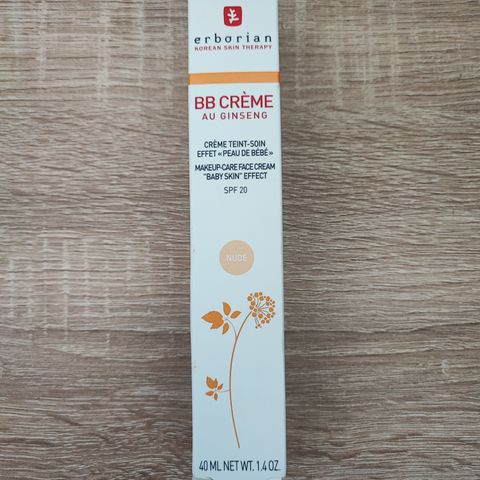 erborian
KOREAN SKIN THERAPY
BB CRÈME
AU GINSENG
CRÈME TEINT-SOIN
EFFET « PEAU DE BÉBÉ »
MAKEUP-CARE FACE CREAM
"BABY SKIN" EFFECT
SPF 20
NUDE
40 ML NET WT. 1.4 OZ.